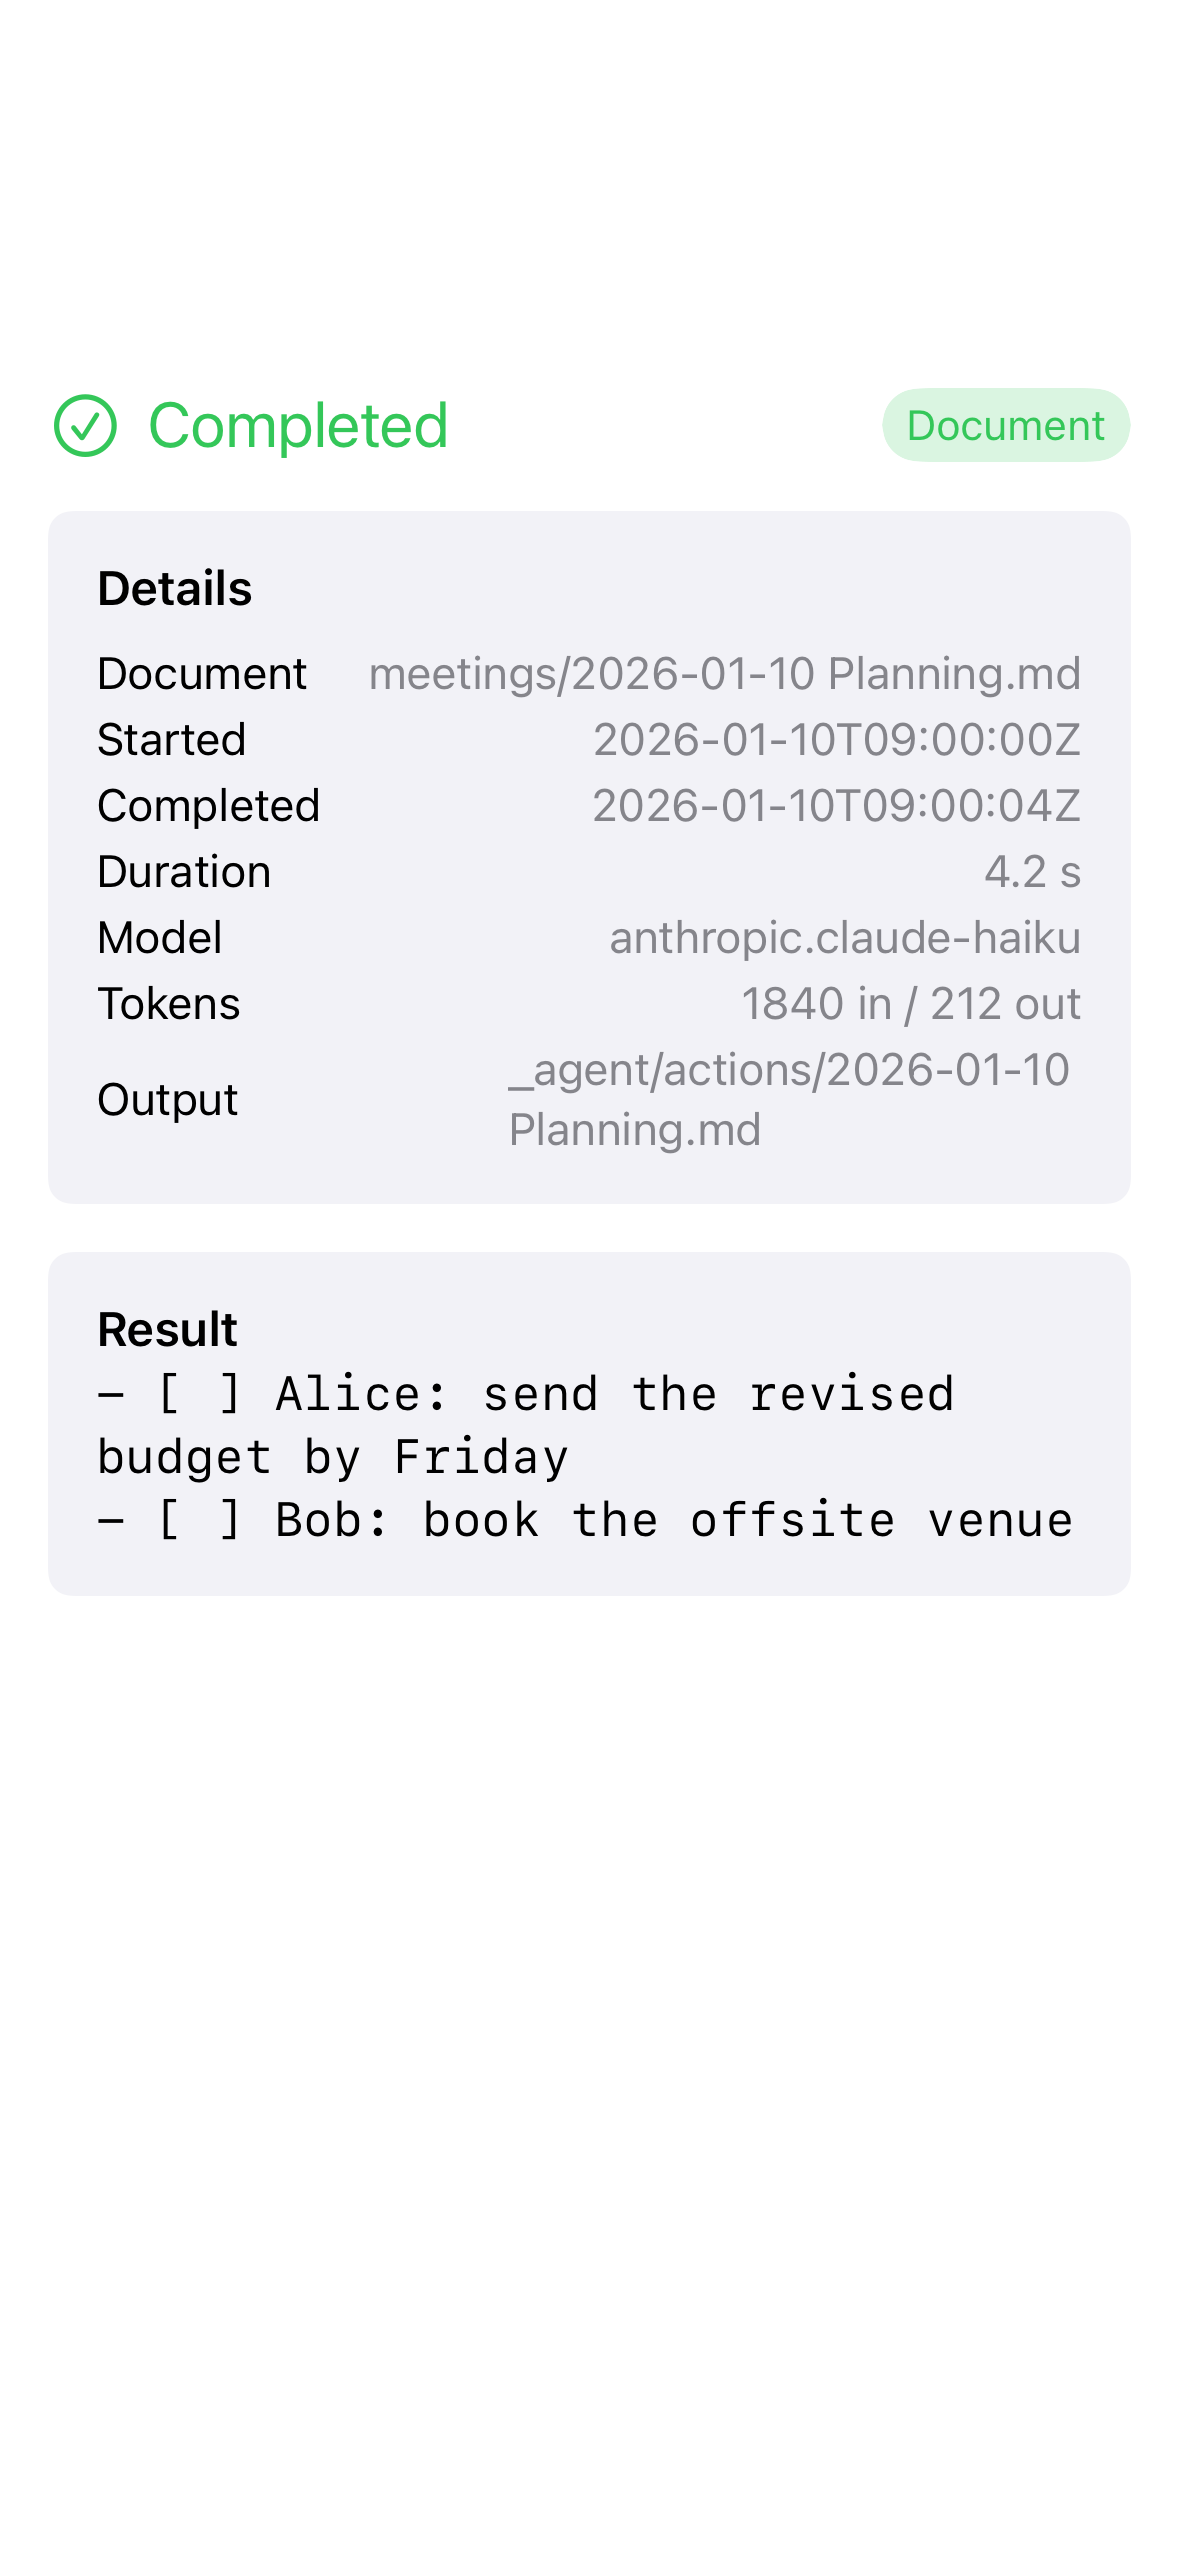 Completed
Document
Details
Document meetings/2026-01-10 Planning.md
Started 2026-01-10T09:00:00Z
Completed 2026-01-10T09:00:04Z
Duration 4.2 s
Model anthropic.claude-haiku
Tokens 1840 in / 212 out
Output _agent/actions/2026-01-10
Planning.md
Result
- [ ] Alice: send the revised
budget by Friday
- [ ] Bob: book the offsite venue